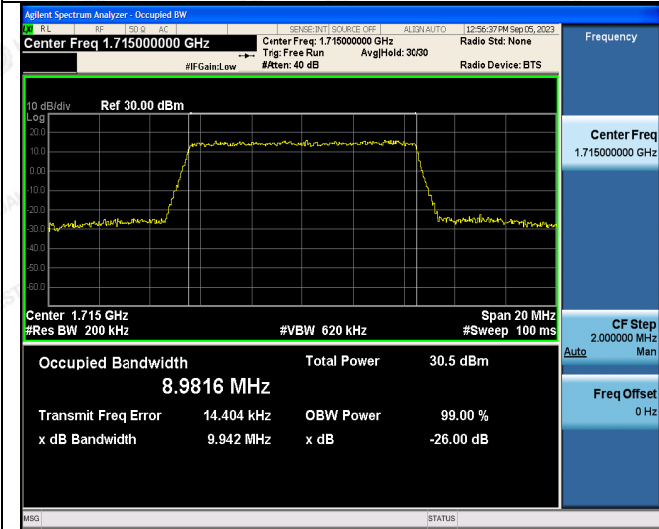 Agilent Spectrum Analyzer - Occupied BW
RL RF 50 Ω AC SENSE:INT SOURCE OFF ALIGN AUTO 12:56:37 PM Sep 05, 2023
Center Freq 1.715000000 GHz
Center Freq: 1.715000000 GHz
Radio Std: None
Trig: Free Run Avg|Hold: 30/30
#IFGain:Low
#Atten: 40 dB
Radio Device: BTS
10 dB/div Ref 30.00 dBm
Log
20.0
10.0
0.00
-10.0
-20.0
-30.0
-40.0
-50.0
-60.0
Center 1.715 GHz
Span 20 MHz
#Res BW 200 kHz
#VBW 620 kHz
#Sweep 100 ms
Occupied Bandwidth
Total Power 30.5 dBm
8.9816 MHz
Transmit Freq Error 14.404 kHz
OBW Power 99.00 %
x dB Bandwidth 9.942 MHz
x dB -26.00 dB
Frequency
Center Freq
1.715000000 GHz
CF Step
2.000000 MHz
Auto Man
Freq Offset
0 Hz
MSG
STATUS